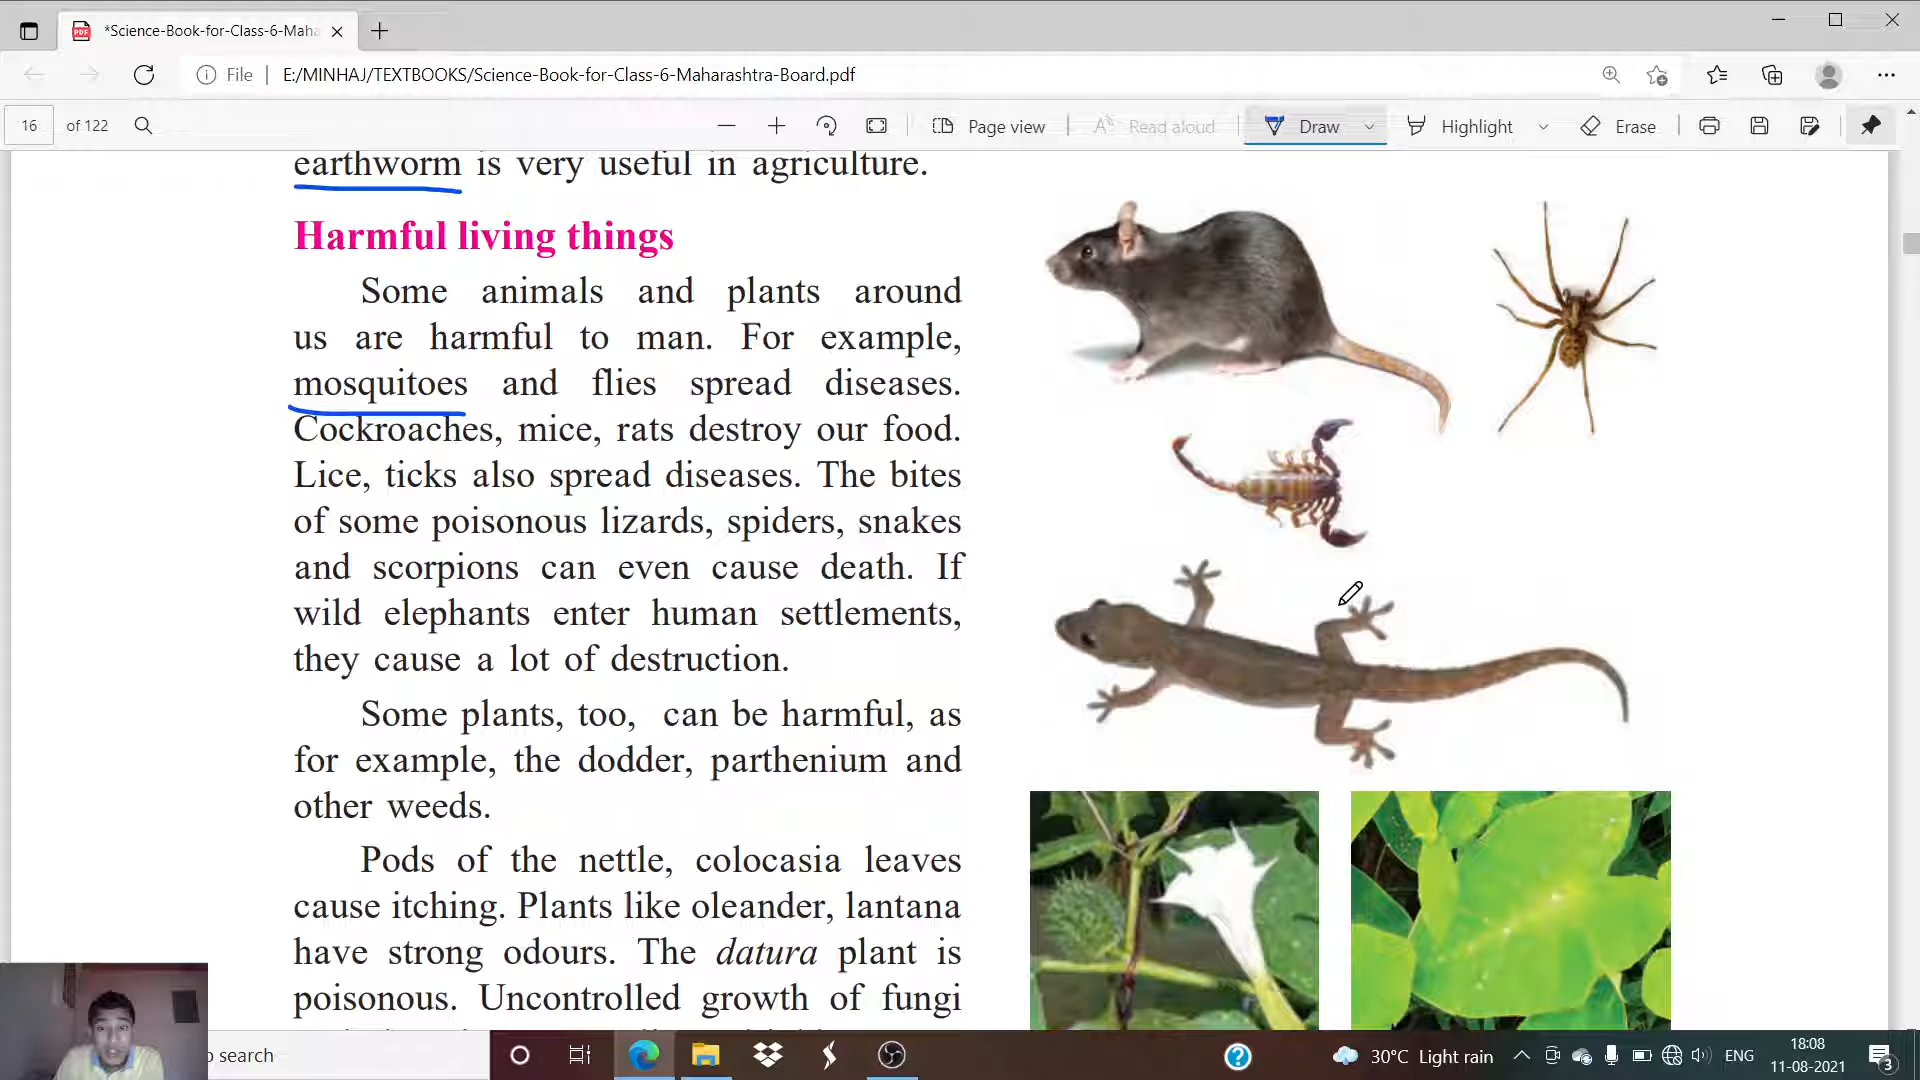 *Science-Book-for-Class-6-Maha
File
E:/MINHAJ/TEXTBOOKS/Science-Book-for-Class-6-Maharashtra-Board.pdf
16 of 122
Page view
Read aloud
Draw
Highlight
Erase
earthworm is very useful in agriculture.
Harmful living things
Some animals and plants around
us are harmful to man. For example,
mosquitoes and flies spread diseases.
Cockroaches, mice, rats destroy our food.
Lice, ticks also spread diseases. The bites
of some poisonous lizards, spiders, snakes
and scorpions can even cause death. If
wild elephants enter human settlements,
they cause a lot of destruction.
Some plants, too, can be harmful, as
for example, the dodder, parthenium and
other weeds.
Pods of the nettle, colocasia leaves
cause itching. Plants like oleander, lantana
have strong odours. The datura plant is
poisonous. Uncontrolled growth of fungi
search
30°C Light rain
ENG
18:08
11-08-2021
3